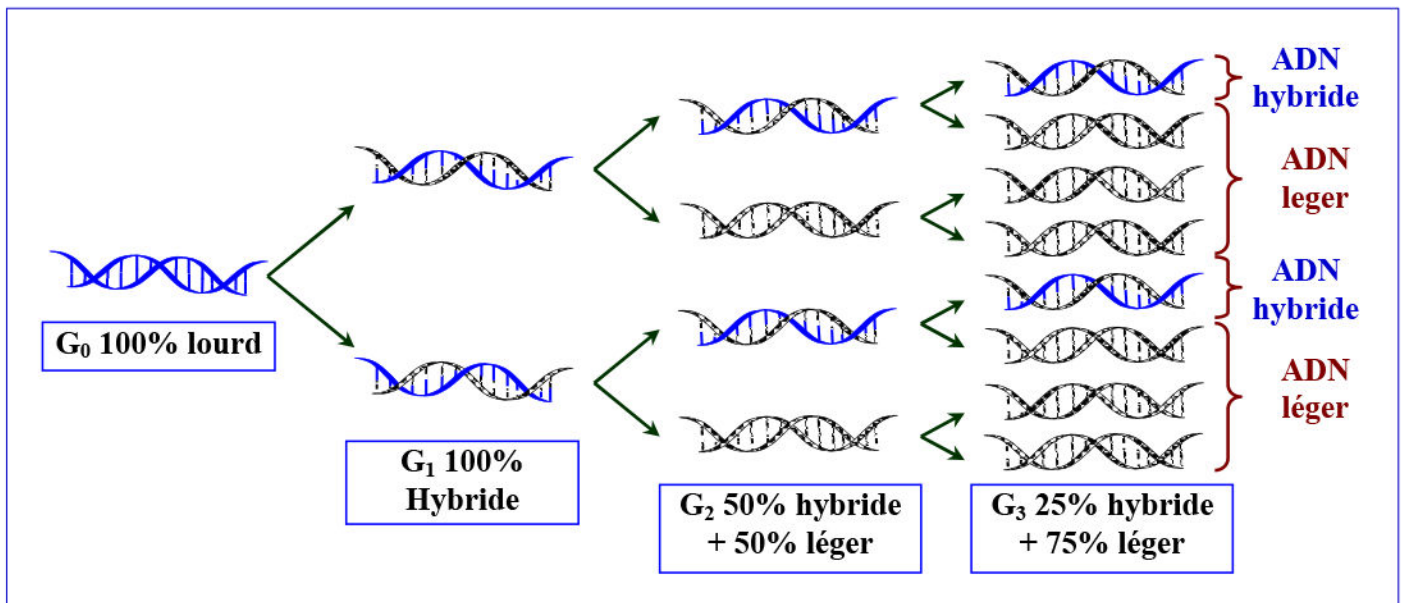 ADN
hybride
ADN
leger
ADN
hybride
ADN
léger
G₀ 100% lourd
G₁ 100%
Hybride
G₂ 50% hybride
+ 50% léger
G₃ 25% hybride
+ 75% léger